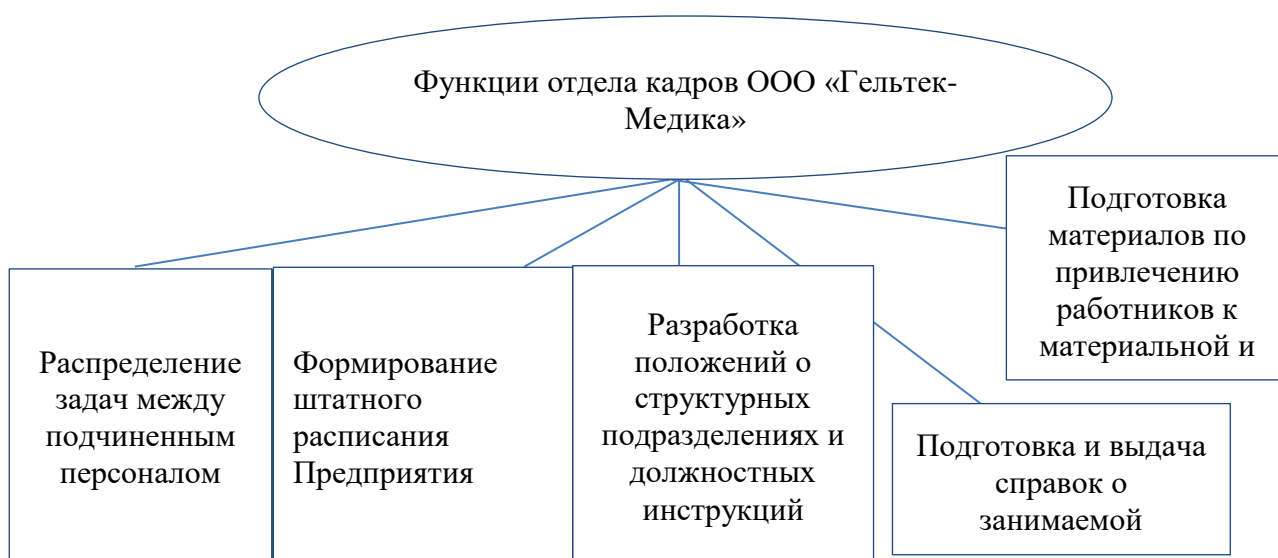 Функции отдела кадров ООО «Гельтек-
Медика»
Распределение
задач между
подчиненным
персоналом
Формирование
штатного
расписания
Предприятия
Разработка
положений о
структурных
подразделениях и
должностных
инструкций
Подготовка и выдача
справок о
занимаемой
Подготовка
материалов по
привлечению
работников к
материальной и